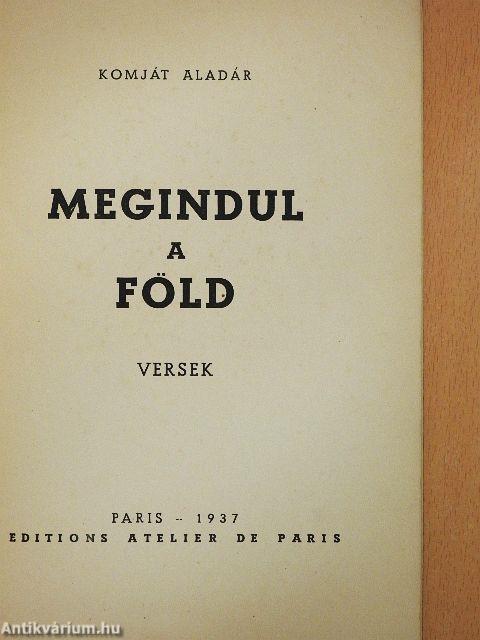 KOMJÁT ALADÁR
MEGINDUL
A
FÖLD
VERSEK
PARIS - 1937
EDITIONS ATELIER DE PARIS
Antikvárium.hu